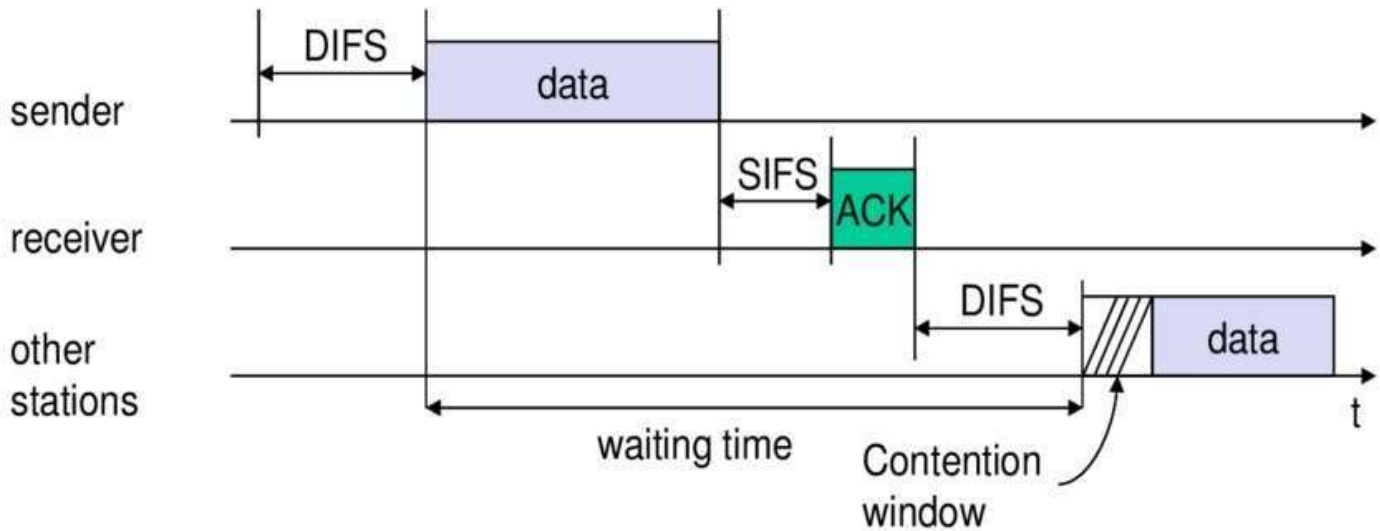 DIFS
data
sender
SIFS
ACK
receiver
DIFS
data
other
stations
t
waiting time
Contention
window